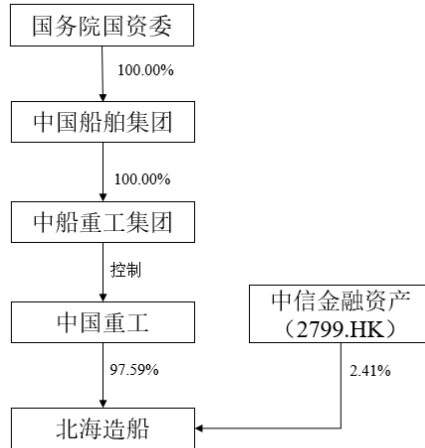 国务院国资委
100.00%
中国船舶集团
100.00%
中船重工集团
控制
中国重工
中信金融资产
（2799.HK）
97.59%
2.41%
北海造船